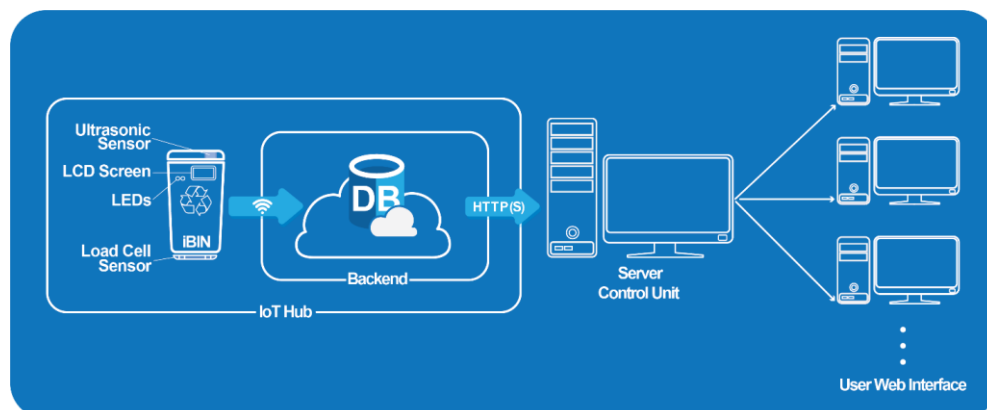 Ultrasonic
Sensor
LCD Screen
LEDs
iBIN
Load Cell
Sensor
DB
Backend
IoT Hub
HTTP(S)
Server
Control Unit
User Web Interface